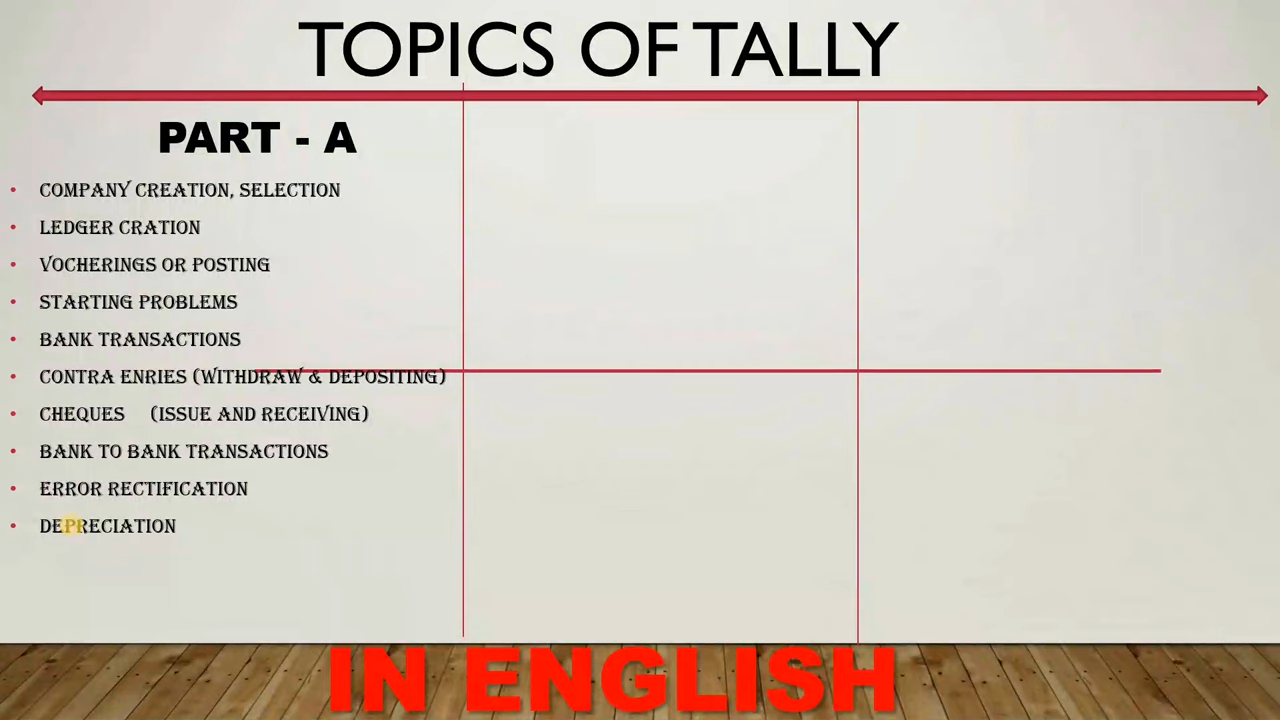 TOPICS OF TALLY
PART - A
• COMPANY CREATION, SELECTION
• LEDGER CRATION
• VOCHERINGS OR POSTING
• STARTING PROBLEMS
• BANK TRANSACTIONS
• CONTRA ENRIES (WITHDRAW & DEPOSITING)
• CHEQUES (ISSUE AND RECEIVING)
• BANK TO BANK TRANSACTIONS
• ERROR RECTIFICATION
• DEPRECIATION
IN ENGLISH